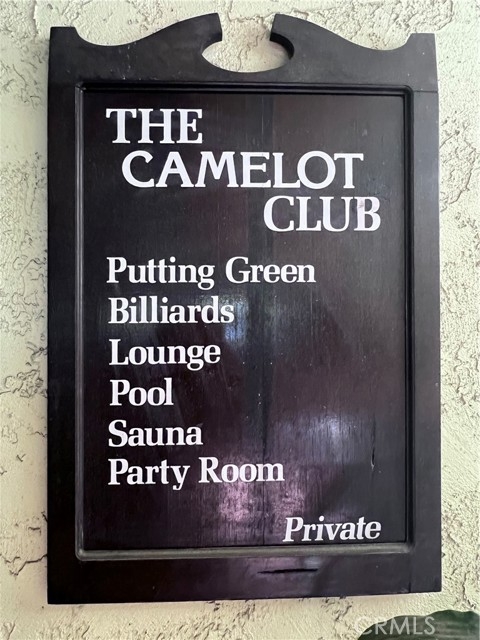 THE
CAMELOT
CLUB
Putting Green
Billiards
Lounge
Pool
Sauna
Party Room
Private
CRMLS